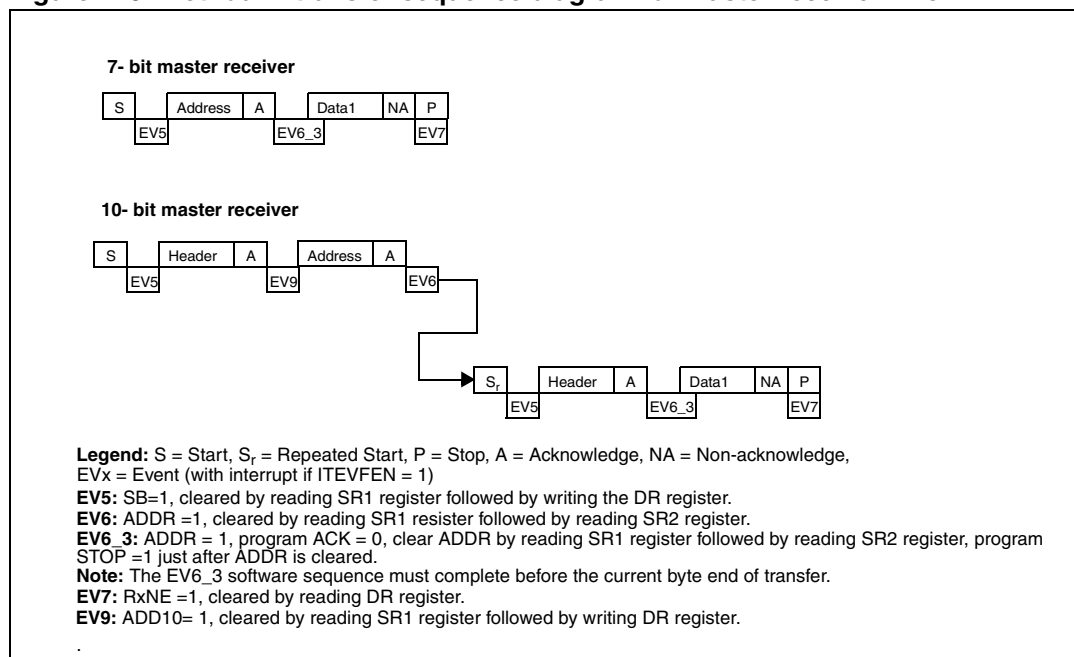 7- bit master receiver
S Address A Data1 NA P
EV5 EV6_3 EV7
10- bit master receiver
S Header A Address A
EV5 EV9 EV6
Sr Header A Data1 NA P
EV5 EV6_3 EV7
Legend: S = Start, Sr = Repeated Start, P = Stop, A = Acknowledge, NA = Non-acknowledge,
EVx = Event (with interrupt if ITEVFEN = 1)
EV5: SB=1, cleared by reading SR1 register followed by writing the DR register.
EV6: ADDR =1, cleared by reading SR1 resister followed by reading SR2 register.
EV6_3: ADDR = 1, program ACK = 0, clear ADDR by reading SR1 register followed by reading SR2 register, program
STOP =1 just after ADDR is cleared.
Note: The EV6_3 software sequence must complete before the current byte end of transfer.
EV7: RxNE =1, cleared by reading DR register.
EV9: ADD10= 1, cleared by reading SR1 register followed by writing DR register.
.